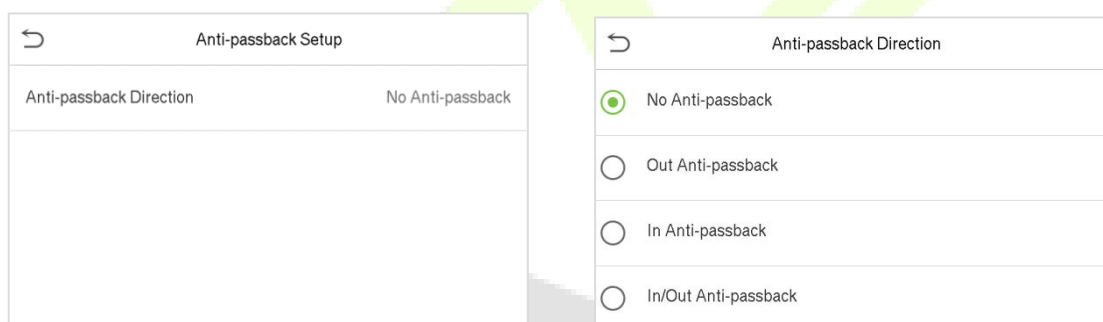 Anti-passback Setup
Anti-passback Direction No Anti-passback
Anti-passback Direction
No Anti-passback
Out Anti-passback
In Anti-passback
In/Out Anti-passback